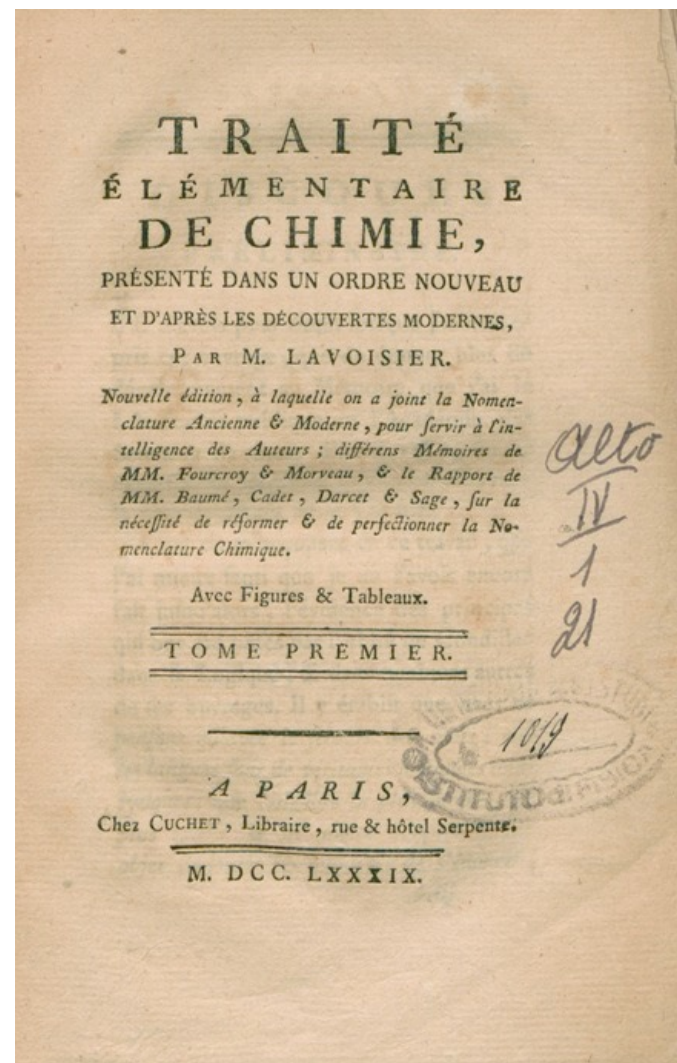 TRAITÉ
ÉLÉMENTAIRE
DE CHIMIE,
PRÉSENTÉ DANS UN ORDRE NOUVEAU
ET D'APRÈS LES DÉCOUVERTES MODERNES,
PAR M. LAVOISIER.
Nouvelle édition, à laquelle on a joint la Nomen-
clature Ancienne & Moderne, pour ſervir à l'in-
telligence des Auteurs ; différens Mémoires de
MM. Fourcroy & Morveau, & le Rapport de
MM. Baumé, Cadet, Darcet & Sage, ſur la
néceſſité de réformer & de perfectionner la No-
menclature Chimique.
Avec Figures & Tableaux.
TOME PREMIER.
A PARIS,
Chez CUCHET, Libraire, rue & hôtel Serpente.
M. DCC. LXXXIX.
alto
IV
1
21
1019
ISTITUTO FISICA